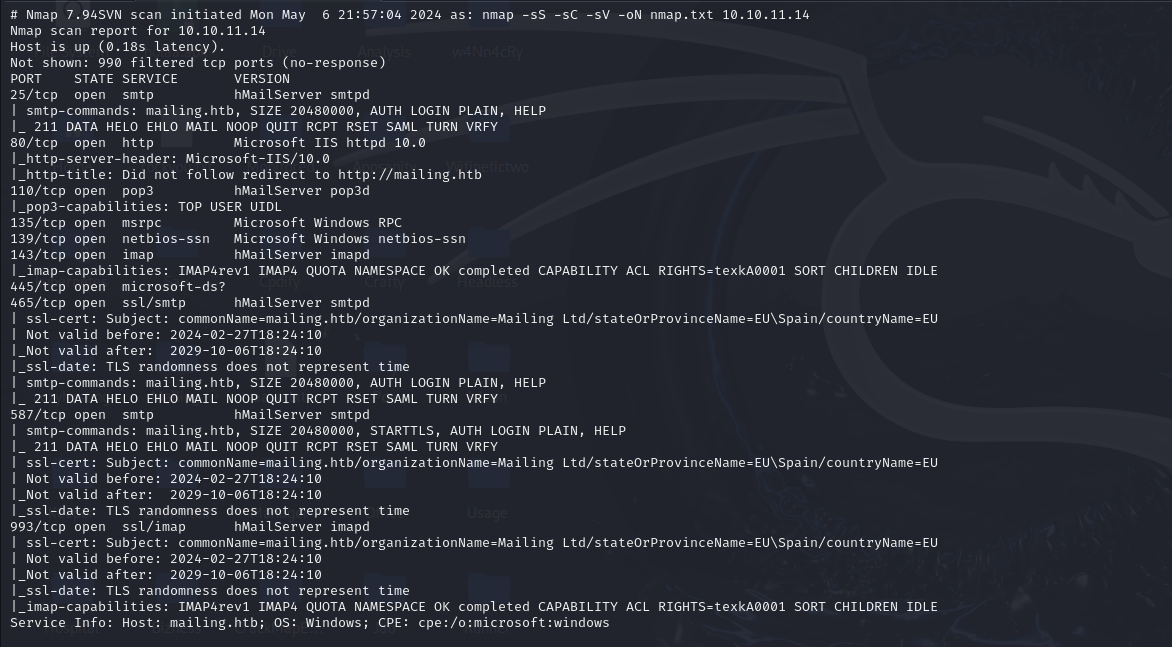 # Nmap 7.94SVN scan initiated Mon May  6 21:57:04 2024 as: nmap -sS -sC -sV -oN nmap.txt 10.10.11.14
Nmap scan report for 10.10.11.14
Host is up (0.18s latency).
Not shown: 990 filtered tcp ports (no-response)
PORT    STATE SERVICE       VERSION
25/tcp  open  smtp          hMailServer smtpd
| smtp-commands: mailing.htb, SIZE 20480000, AUTH LOGIN PLAIN, HELP
|_ 211 DATA HELO EHLO MAIL NOOP QUIT RCPT RSET SAML TURN VRFY
80/tcp  open  http          Microsoft IIS httpd 10.0
|_http-server-header: Microsoft-IIS/10.0
|_http-title: Did not follow redirect to http://mailing.htb
110/tcp open  pop3          hMailServer pop3d
|_pop3-capabilities: TOP USER UIDL
135/tcp open  msrpc         Microsoft Windows RPC
139/tcp open  netbios-ssn   Microsoft Windows netbios-ssn
143/tcp open  imap          hMailServer imapd
|_imap-capabilities: IMAP4rev1 IMAP4 QUOTA NAMESPACE OK completed CAPABILITY ACL RIGHTS=texkA0001 SORT CHILDREN IDLE
445/tcp open  microsoft-ds?
465/tcp open  ssl/smtp      hMailServer smtpd
| ssl-cert: Subject: commonName=mailing.htb/organizationName=Mailing Ltd/stateOrProvinceName=EU\Spain/countryName=EU
| Not valid before: 2024-02-27T18:24:10
|_Not valid after:  2029-10-06T18:24:10
|_ssl-date: TLS randomness does not represent time
| smtp-commands: mailing.htb, SIZE 20480000, AUTH LOGIN PLAIN, HELP
|_ 211 DATA HELO EHLO MAIL NOOP QUIT RCPT RSET SAML TURN VRFY
587/tcp open  smtp          hMailServer smtpd
| smtp-commands: mailing.htb, SIZE 20480000, STARTTLS, AUTH LOGIN PLAIN, HELP
|_ 211 DATA HELO EHLO MAIL NOOP QUIT RCPT RSET SAML TURN VRFY
| ssl-cert: Subject: commonName=mailing.htb/organizationName=Mailing Ltd/stateOrProvinceName=EU\Spain/countryName=EU
| Not valid before: 2024-02-27T18:24:10
|_Not valid after:  2029-10-06T18:24:10
|_ssl-date: TLS randomness does not represent time
993/tcp open  ssl/imap      hMailServer imapd
| ssl-cert: Subject: commonName=mailing.htb/organizationName=Mailing Ltd/stateOrProvinceName=EU\Spain/countryName=EU
| Not valid before: 2024-02-27T18:24:10
|_Not valid after:  2029-10-06T18:24:10
|_ssl-date: TLS randomness does not represent time
|_imap-capabilities: IMAP4rev1 IMAP4 QUOTA NAMESPACE OK completed CAPABILITY ACL RIGHTS=texkA0001 SORT CHILDREN IDLE
Service Info: Host: mailing.htb; OS: Windows; CPE: cpe:/o:microsoft:windows
Drive
Analysis
w4Nn4cRy
Wifinetictwo
Crafty
Headless
Usage